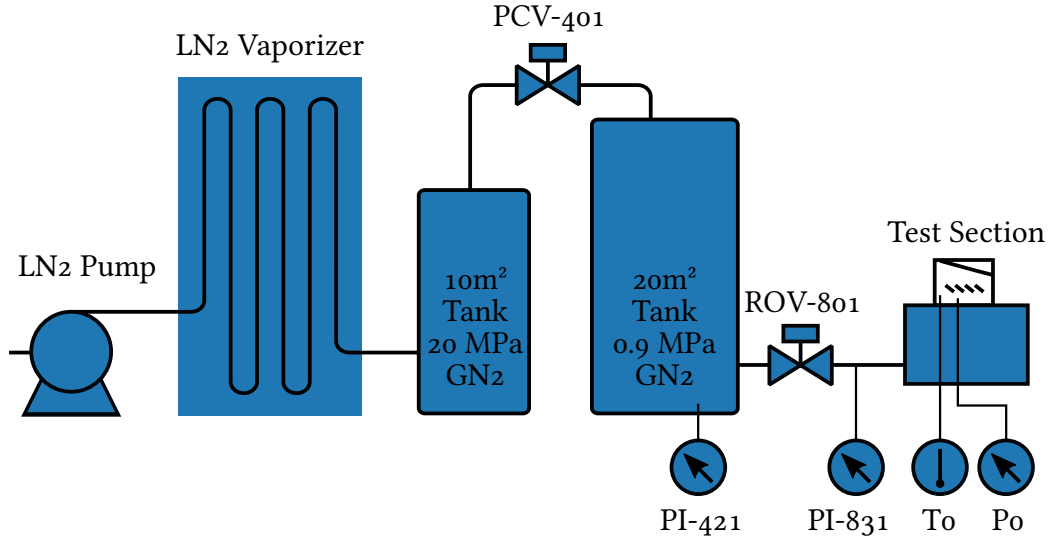 PCV-401
LN2 Vaporizer
Test Section
LN2 Pump
10m²
Tank
20 MPa
GN2
20m²
Tank
0.9 MPa
GN2
ROV-801
PI-421
PI-831
To
Po